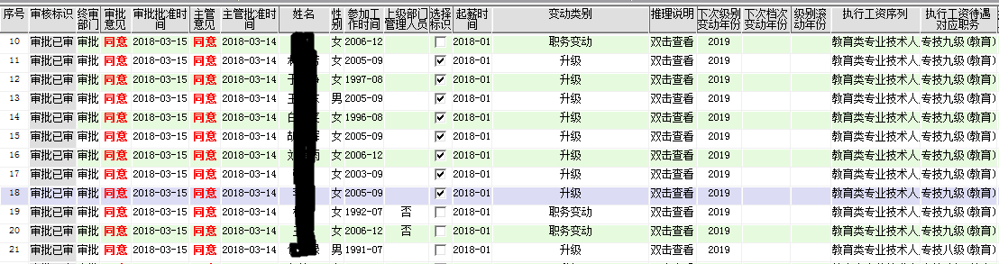 序号 审核标识 终审部门 审批意见 审批批准时间 主管意见 主管批准时间 姓名 性别 参加工作时间 上级部门管理人员 选择标识 起薪时间 变动类别 推理说明 下次级别变动年份 下次档次变动年份 级别滚动年份 执行工资序列 执行工资待遇对应职务
10 审批已审 审批 同意 2018-03-15 同意 2018-03-14 女 2006-12 2018-01 职务变动 双击查看 2019 教育类专业技术人 专技九级(教育)
11 审批已审 审批 同意 2018-03-15 同意 2018-03-14 女 2005-09 2018-01 升级 双击查看 2019 教育类专业技术人 专技九级(教育)
12 审批已审 审批 同意 2018-03-15 同意 2018-03-14 女 1997-08 2018-01 升级 双击查看 2019 教育类专业技术人 专技九级(教育)
13 审批已审 审批 同意 2018-03-15 同意 2018-03-14 男 2005-09 2018-01 升级 双击查看 2019 教育类专业技术人 专技九级(教育)
14 审批已审 审批 同意 2018-03-15 同意 2018-03-14 女 1996-08 2018-01 升级 双击查看 2019 教育类专业技术人 专技九级(教育)
15 审批已审 审批 同意 2018-03-15 同意 2018-03-14 女 2005-09 2018-01 升级 双击查看 2019 教育类专业技术人 专技九级(教育)
16 审批已审 审批 同意 2018-03-15 同意 2018-03-14 女 2006-12 2018-01 升级 双击查看 2019 教育类专业技术人 专技九级(教育)
17 审批已审 审批 同意 2018-03-15 同意 2018-03-14 女 2003-09 2018-01 升级 双击查看 2019 教育类专业技术人 专技九级(教育)
18 审批已审 审批 同意 2018-03-15 同意 2018-03-14 女 2005-09 2018-01 升级 双击查看 2019 教育类专业技术人 专技九级(教育)
19 审批已审 审批 同意 2018-03-15 同意 2018-03-14 女 1992-07 否 2018-01 职务变动 双击查看 2019 教育类专业技术人 专技九级(教育)
20 审批已审 审批 同意 2018-03-15 同意 2018-03-14 女 2006-12 否 2018-01 职务变动 双击查看 2019 教育类专业技术人 专技九级(教育)
21 审批已审 审批 同意 2018-03-15 同意 2018-03-14 男 1991-07 2018-01 升级 双击查看 2019 教育类专业技术人 专技八级(教育)